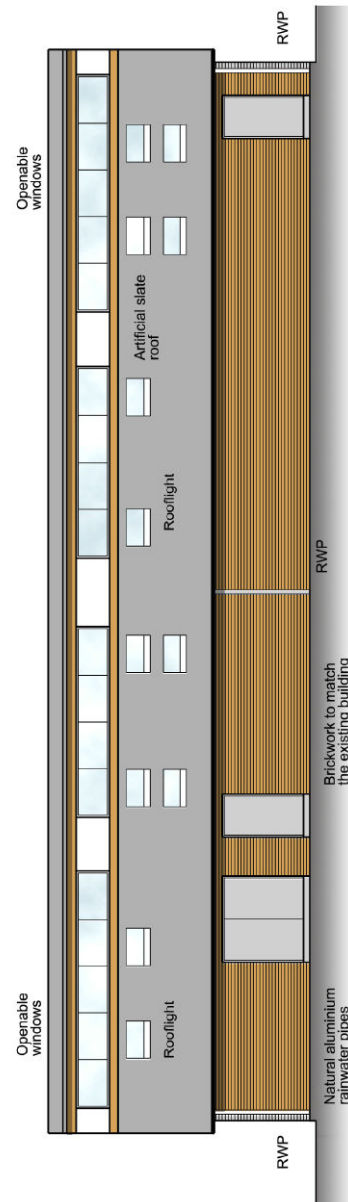 Openable
windows
Openable
windows
Artificial slate
roof
Rooflight
Rooflight
RWP
RWP
RWP
Natural aluminium
rainwater pipes
Brickwork to match
the existing building